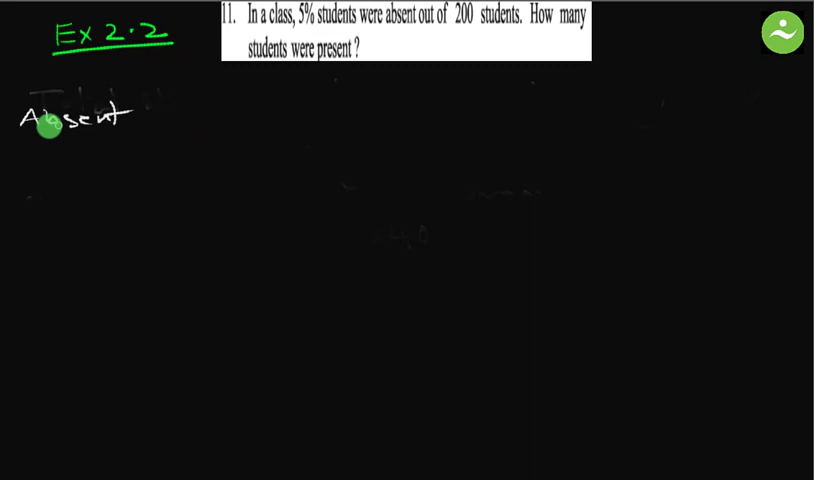 Ex 2.2
11. In a class, 5% students were absent out of 200 students. How many
students were present ?
Absent